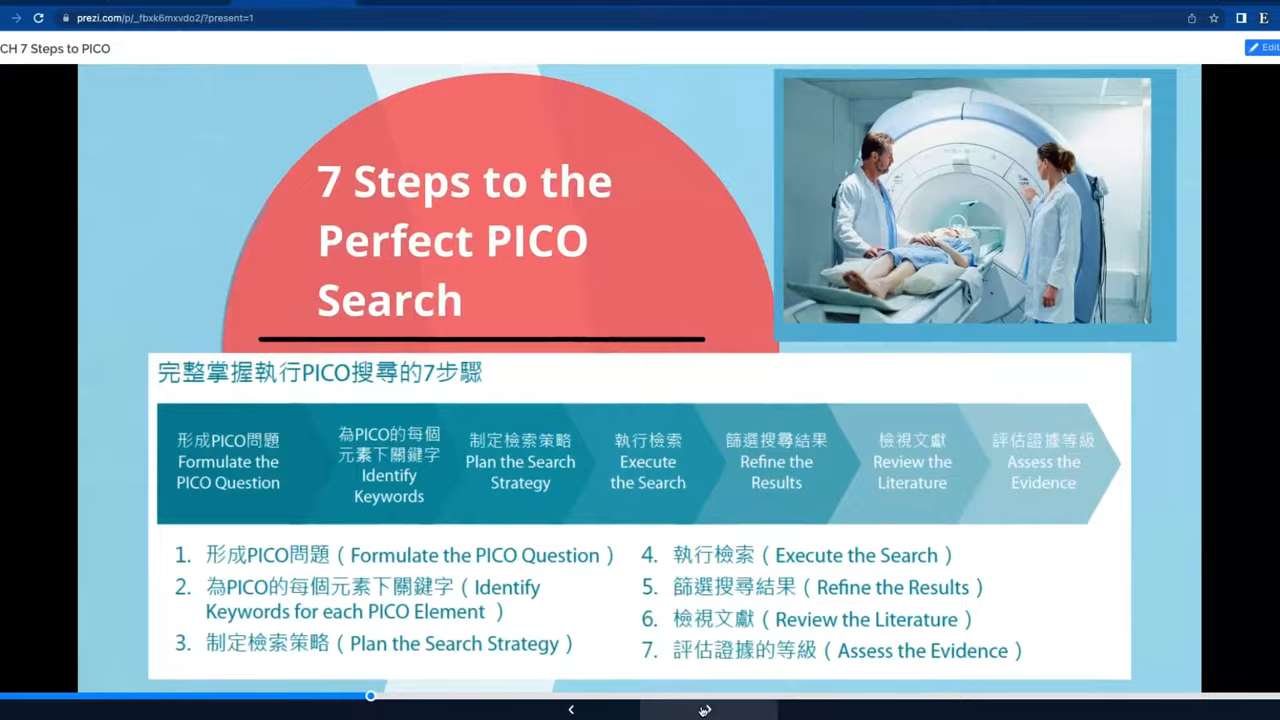 prezi.com/p/_fbxk6mxvdo2/?present=1
E
CH 7 Steps to PICO
Edit
7 Steps to the
Perfect PICO
Search
完整掌握執行PICO搜尋的7步驟
形成PICO問題
Formulate the
PICO Question
為PICO的每個
元素下關鍵字
Identify
Keywords
制定檢索策略
Plan the Search
Strategy
執行檢索
Execute
the Search
篩選搜尋結果
Refine the
Results
檢視文獻
Review the
Literature
評估證據等級
Assess the
Evidence
1. 形成PICO問題（Formulate the PICO Question）
2. 為PICO的每個元素下關鍵字（Identify
Keywords for each PICO Element ）
3. 制定檢索策略（Plan the Search Strategy）
4. 執行檢索（Execute the Search）
5. 篩選搜尋結果（Refine the Results）
6. 檢視文獻（Review the Literature）
7. 評估證據的等級（Assess the Evidence）